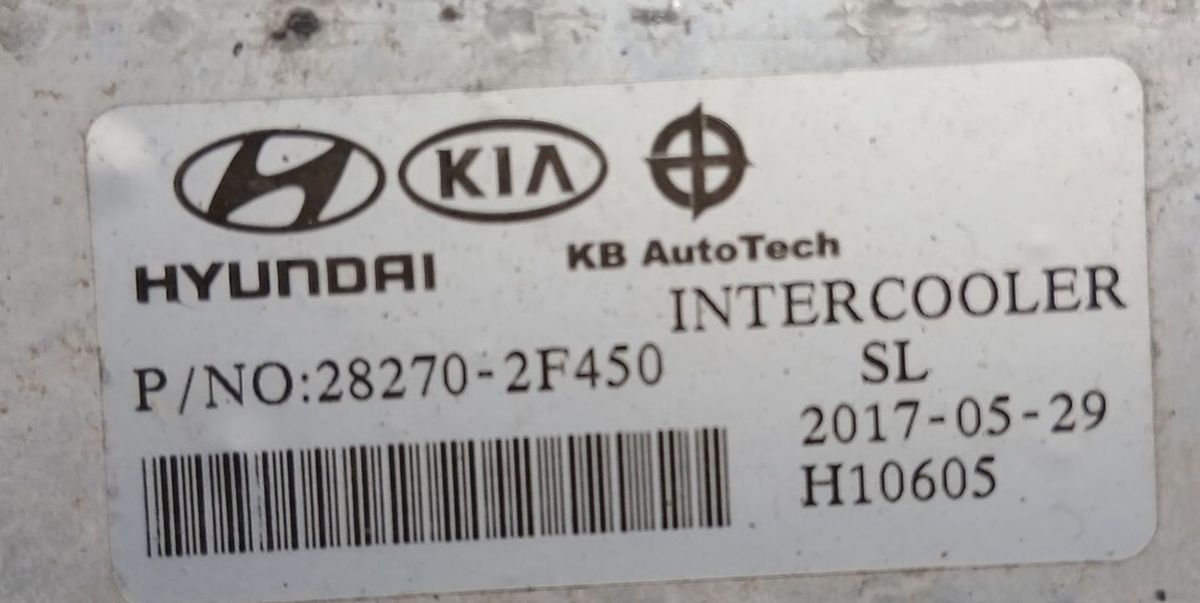 KIA
HYUNDAI
KB AutoTech
INTERCOOLER
P/NO:28270-2F450
SL
2017-05-29
H10605